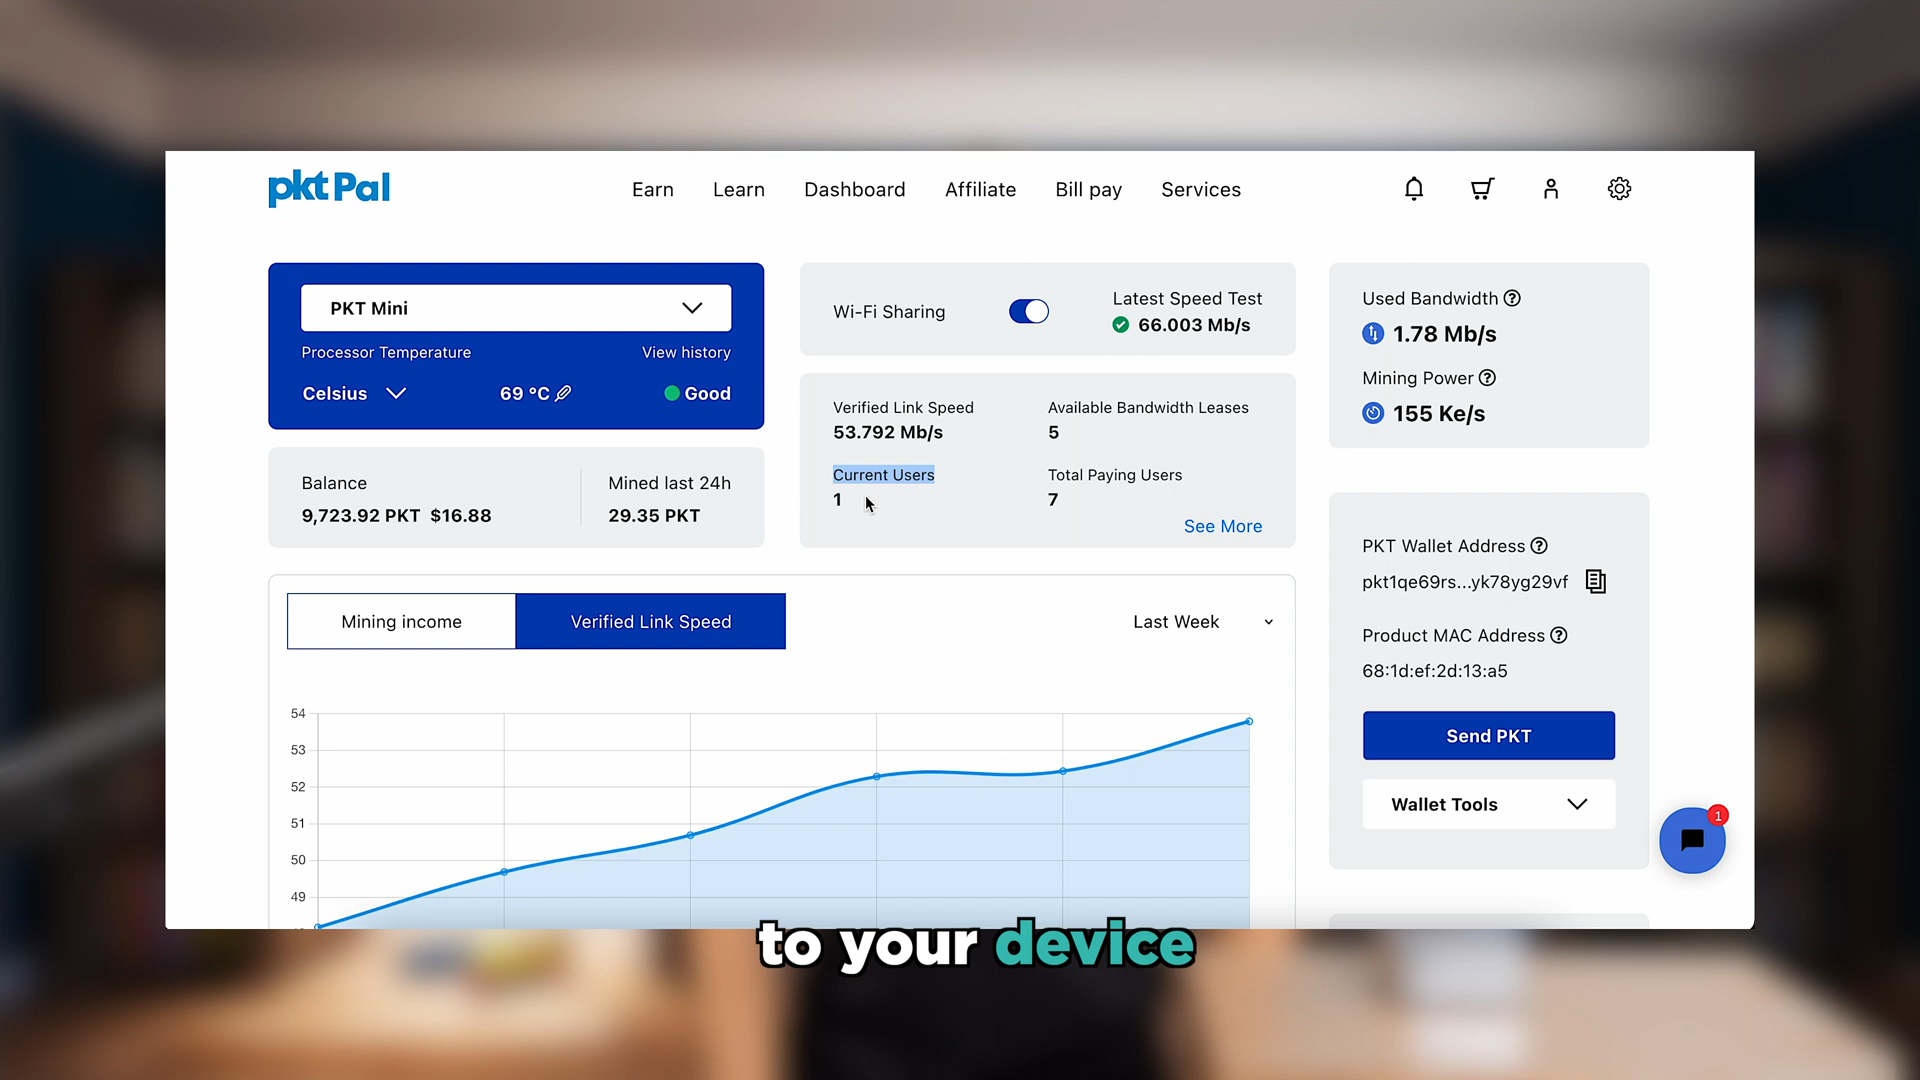 pkt Pal
Earn Learn Dashboard Affiliate Bill pay Services
PKT Mini
Processor Temperature View history
Celsius 69 °C Good
Balance
9,723.92 PKT $16.88
Mined last 24h
29.35 PKT
Wi-Fi Sharing
Latest Speed Test
66.003 Mb/s
Verified Link Speed
53.792 Mb/s
Available Bandwidth Leases
5
Current Users
1
Total Paying Users
7
See More
Used Bandwidth
1.78 Mb/s
Mining Power
155 Ke/s
PKT Wallet Address
pkt1qe69rs...yk78yg29vf
Product MAC Address
68:1d:ef:2d:13:a5
Send PKT
Wallet Tools
1
Mining income Verified Link Speed Last Week
54
53
52
51
50
49
to your device